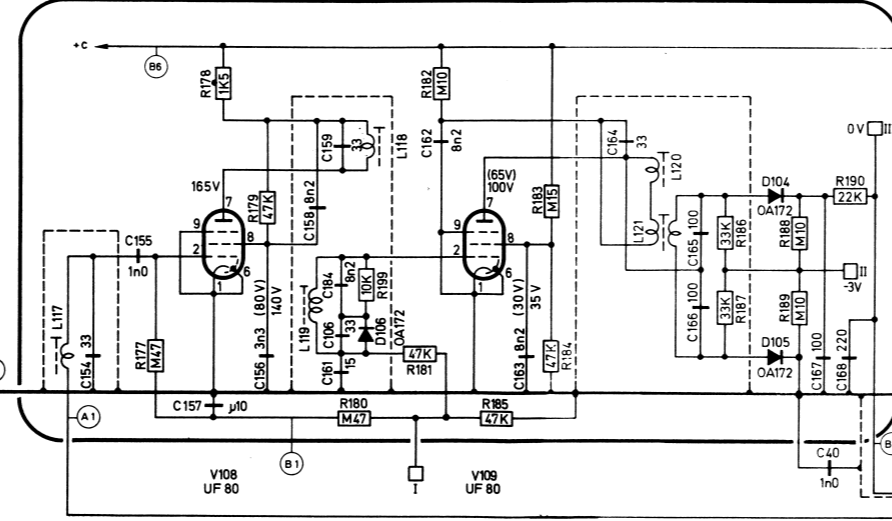 +C
B6
R178
1K5
R182
M10
C159
33
L118
C162
8n2
C164
33
L120
0V
II
165V
7
R179
47K
C158
8n2
(65V)
100V
7
R183
M15
L121
D104
OA172
R190
22K
C165
100
33K
R186
R188
M10
9
8
2
6
1
9
8
2
6
1
C155
1n0
L117
33
C154
R177
M47
(80V)
140V
C156
3n3
L119
C184
8n2
10K
R199
C106
33
D106
OA172
C161
15
47K
R181
(30V)
35V
C163
8n2
47K
R184
C166
100
33K
R187
R189
M10
II
-3V
D105
OA172
C167
100
C168
220
A1
C157
µ10
R180
M47
R185
47K
B1
I
V108
UF 80
V109
UF 80
C40
1n0
B